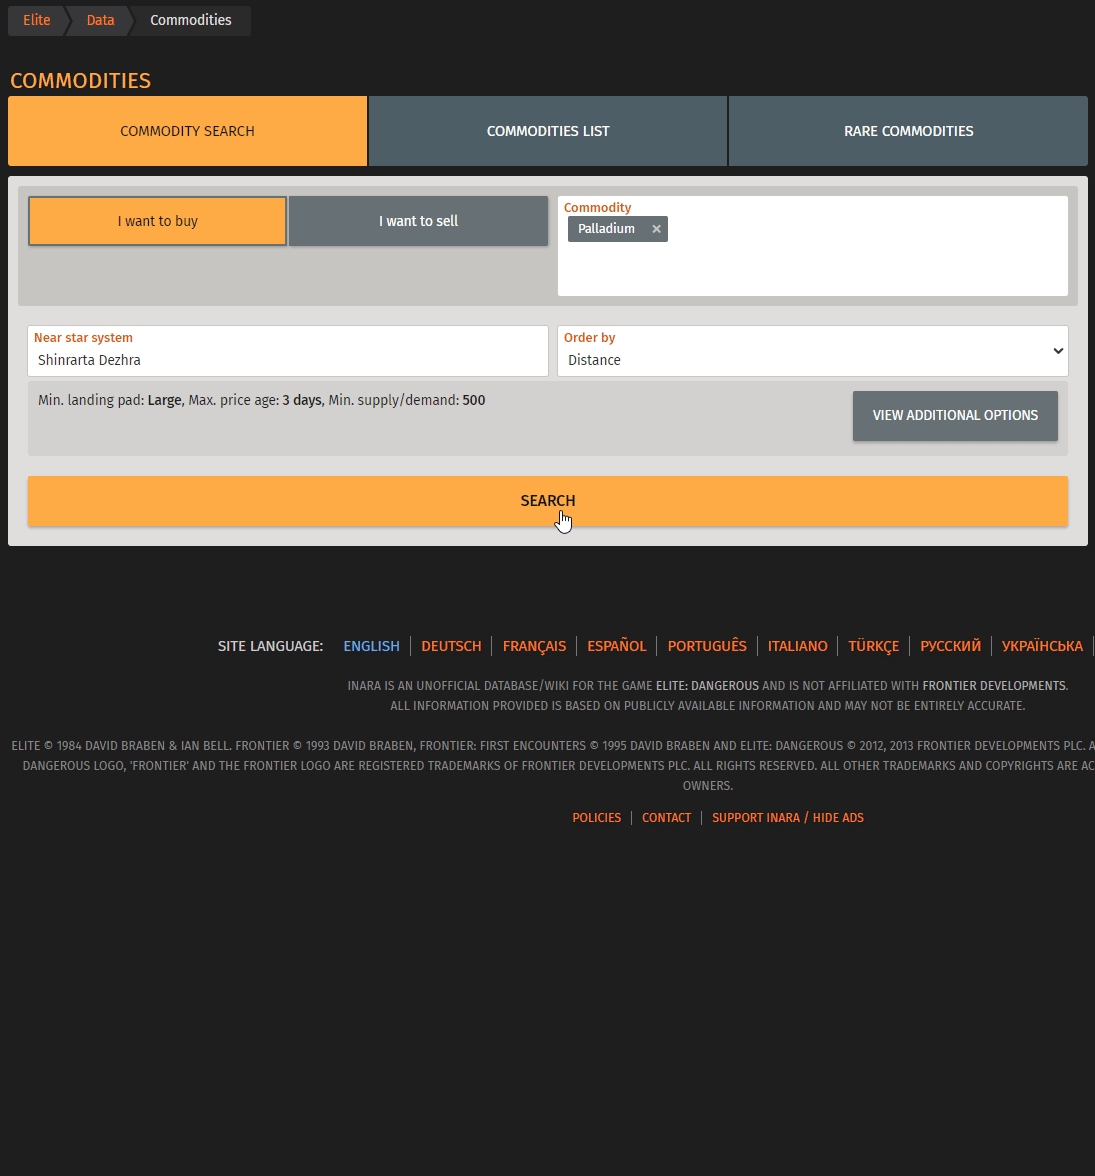 Elite Data Commodities
COMMODITIES
COMMODITY SEARCH COMMODITIES LIST RARE COMMODITIES
I want to buy I want to sell
Commodity
Palladium ×
Near star system
Shinrarta Dezhra
Order by
Distance
Min. landing pad: Large, Max. price age: 3 days, Min. supply/demand: 500
VIEW ADDITIONAL OPTIONS
SEARCH
SITE LANGUAGE: ENGLISH DEUTSCH FRANÇAIS ESPAÑOL PORTUGUÊS ITALIANO TÜRKÇE РУССКИЙ УКРАЇНСЬКА
INARA IS AN UNOFFICIAL DATABASE/WIKI FOR THE GAME ELITE: DANGEROUS AND IS NOT AFFILIATED WITH FRONTIER DEVELOPMENTS.
ALL INFORMATION PROVIDED IS BASED ON PUBLICLY AVAILABLE INFORMATION AND MAY NOT BE ENTIRELY ACCURATE.
ELITE © 1984 DAVID BRABEN & IAN BELL. FRONTIER © 1993 DAVID BRABEN, FRONTIER: FIRST ENCOUNTERS © 1995 DAVID BRABEN AND ELITE: DANGEROUS © 2012, 2013 FRONTIER DEVELOPMENTS PLC. A
DANGEROUS LOGO, 'FRONTIER' AND THE FRONTIER LOGO ARE REGISTERED TRADEMARKS OF FRONTIER DEVELOPMENTS PLC. ALL RIGHTS RESERVED. ALL OTHER TRADEMARKS AND COPYRIGHTS ARE AC
OWNERS.
POLICIES CONTACT SUPPORT INARA / HIDE ADS